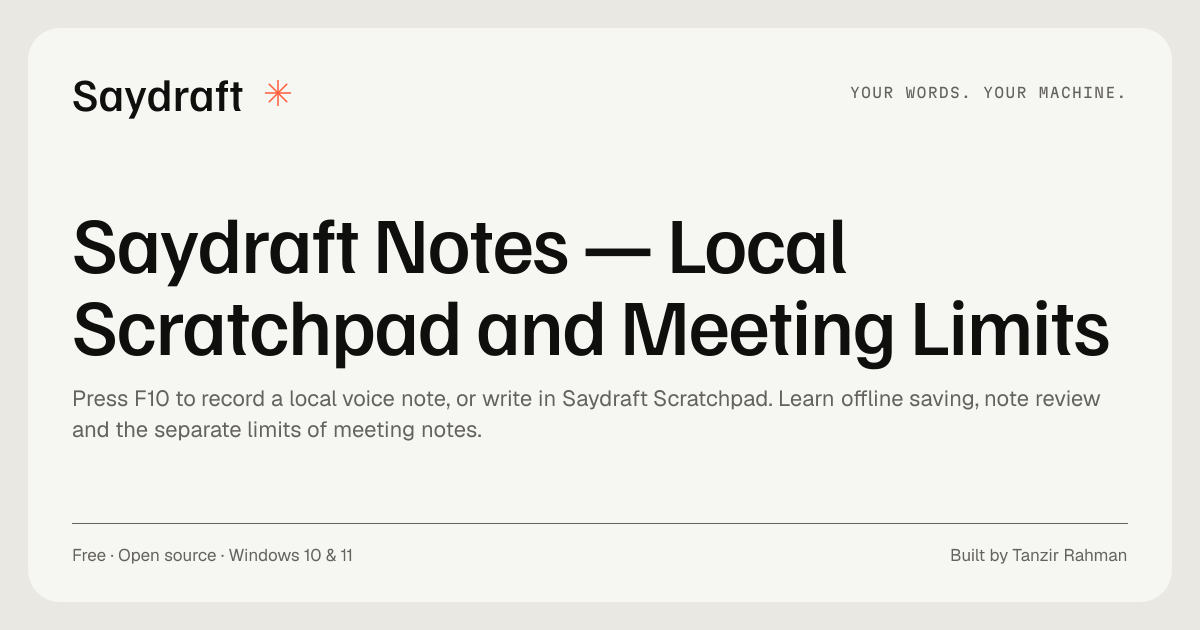 Saydraft
YOUR WORDS. YOUR MACHINE.
Saydraft Notes — Local
Scratchpad and Meeting Limits
Press F10 to record a local voice note, or write in Saydraft Scratchpad. Learn offline saving, note review
and the separate limits of meeting notes.
Free · Open source · Windows 10 & 11
Built by Tanzir Rahman